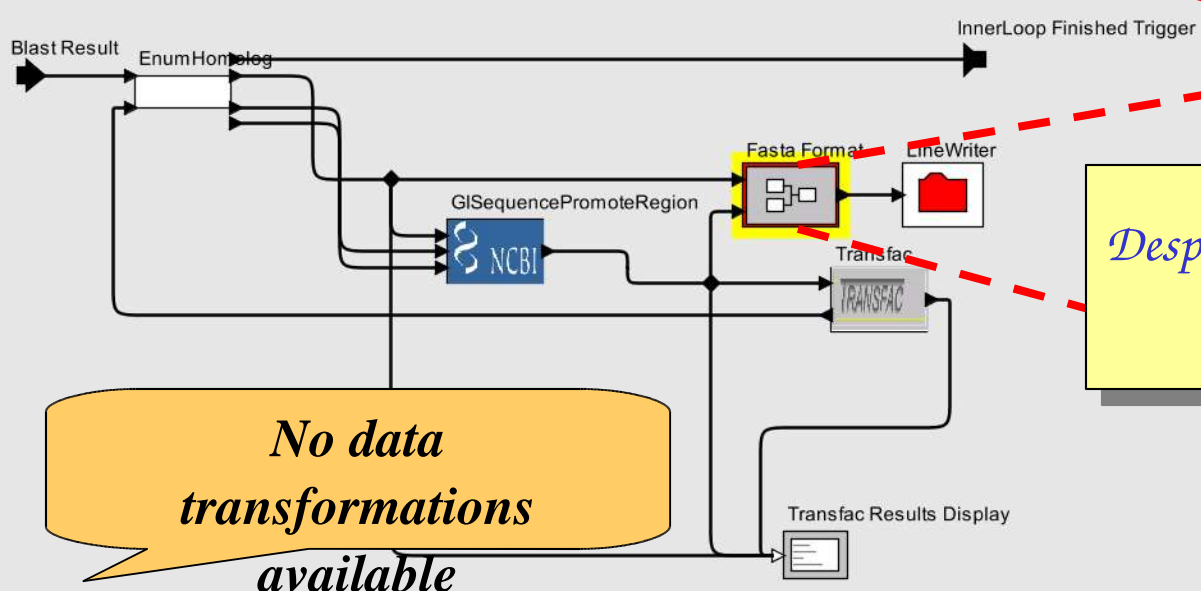 InnerLoop Finished Trigger
Blast Result
EnumHomolog
Fasta Format
LineWriter
GISequencePromoteRegion
NCBI
Transfac
TRANSFAC
Desp
No data
transformations
available
Transfac Results Display